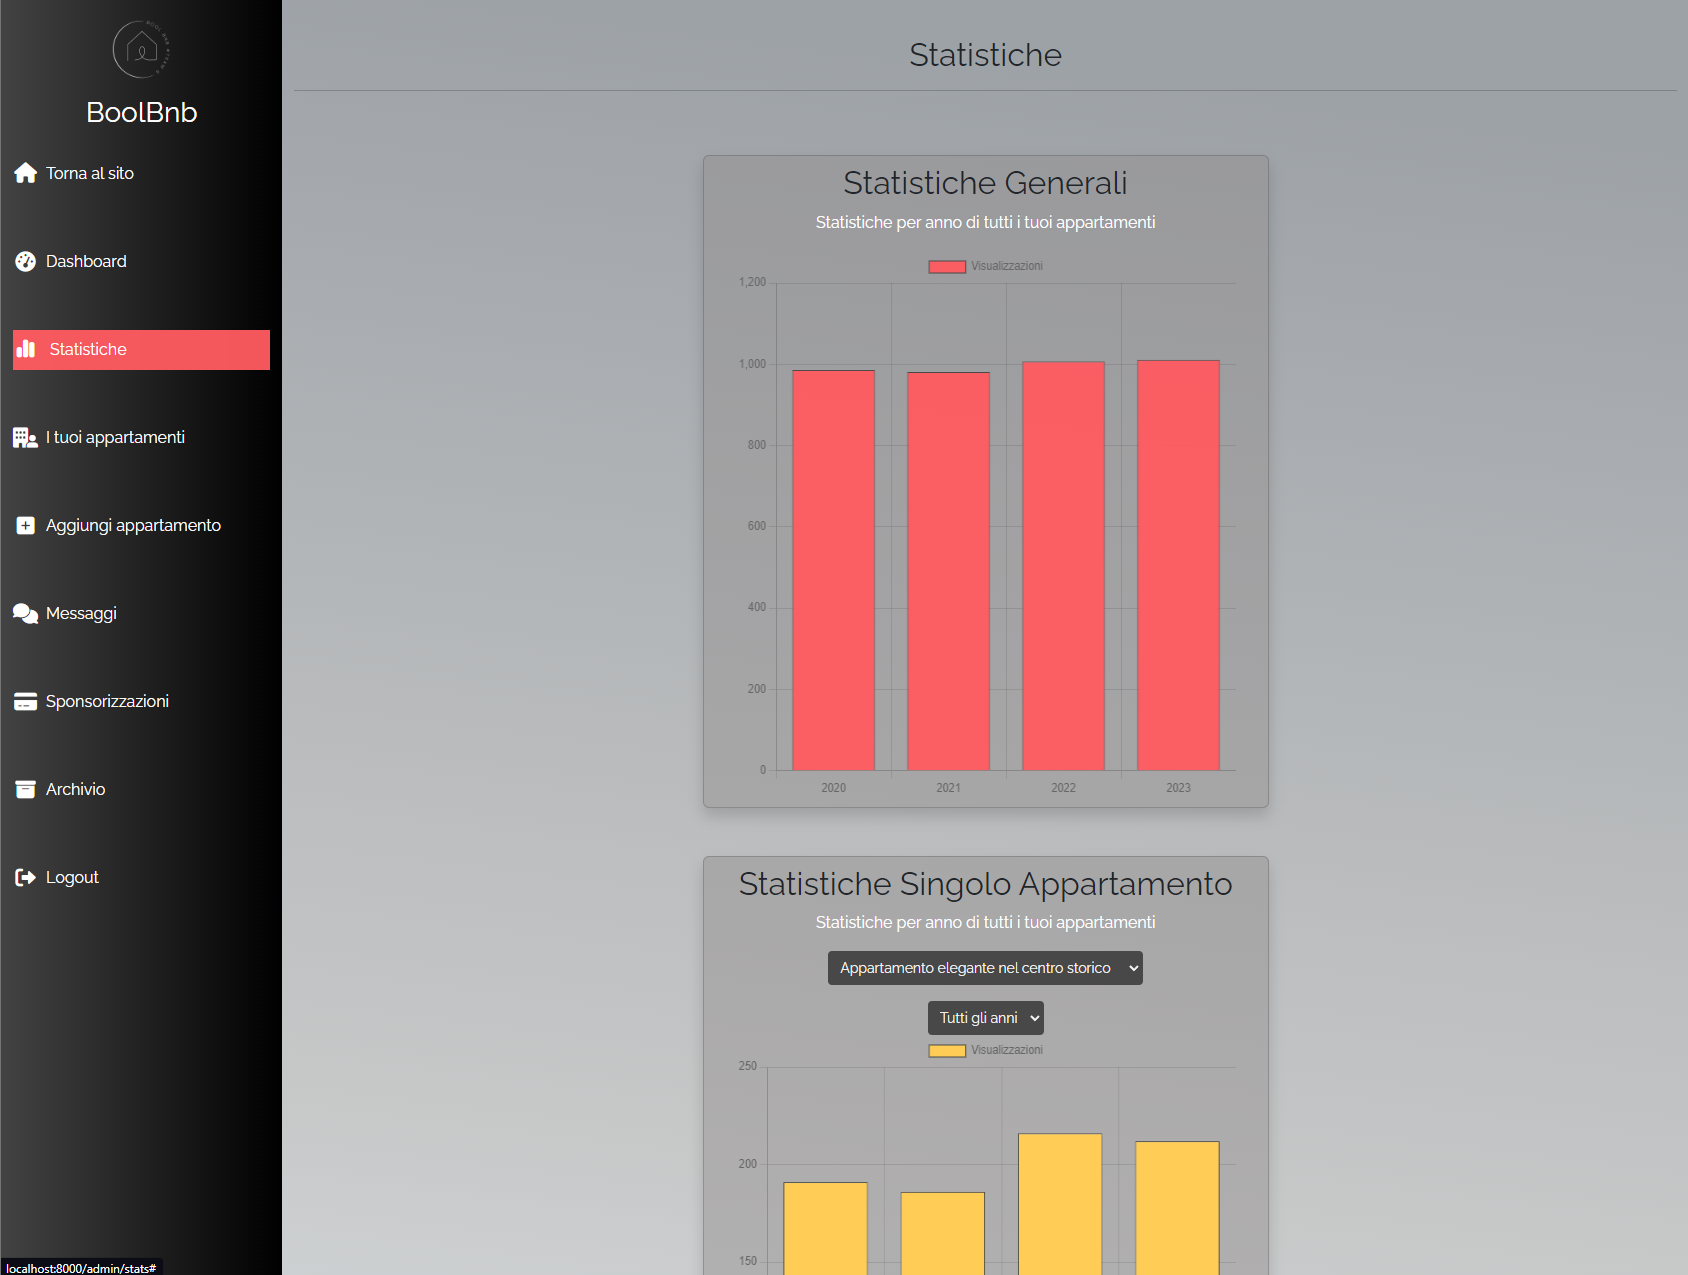 BoolBnb
Torna al sito
Dashboard
Statistiche
I tuoi appartamenti
Aggiungi appartamento
Messaggi
Sponsorizzazioni
Archivio
Logout
localhost:8000/admin/stats#
Statistiche
Statistiche Generali
Statistiche per anno di tutti i tuoi appartamenti
Visualizzazioni
1,200
1,000
800
600
400
200
0
2020 2021 2022 2023
Statistiche Singolo Appartamento
Statistiche per anno di tutti i tuoi appartamenti
Appartamento elegante nel centro storico
Tutti gli anni
Visualizzazioni
250
200
150